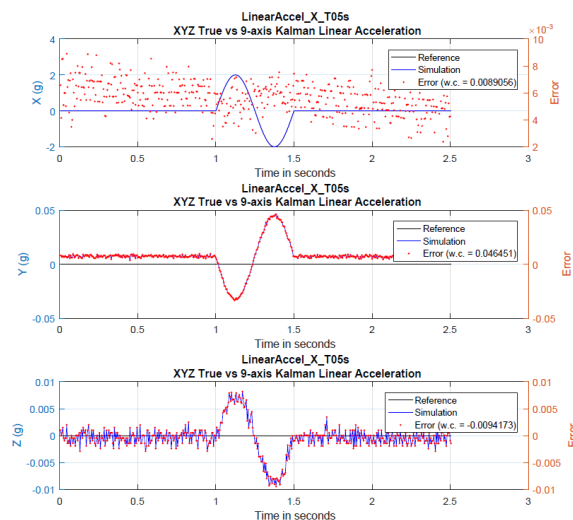 LinearAccel_X_T05s
XYZ True vs 9-axis Kalman Linear Acceleration
×10⁻³
4
2
0
-2
X (g)
10
8
6
4
2
Error
Reference
Simulation
Error (w.c. = 0.0089056)
0 0.5 1 1.5 2 2.5 3
Time in seconds
LinearAccel_X_T05s
XYZ True vs 9-axis Kalman Linear Acceleration
0.05
0
-0.05
Y (g)
0.05
0
-0.05
Error
Reference
Simulation
Error (w.c. = 0.046451)
0 0.5 1 1.5 2 2.5 3
Time in seconds
LinearAccel_X_T05s
XYZ True vs 9-axis Kalman Linear Acceleration
0.01
0.005
0
-0.005
-0.01
Z (g)
0.01
0.005
0
-0.005
-0.01
Error
Reference
Simulation
Error (w.c. = -0.0094173)
0 0.5 1 1.5 2 2.5 3
Time in seconds